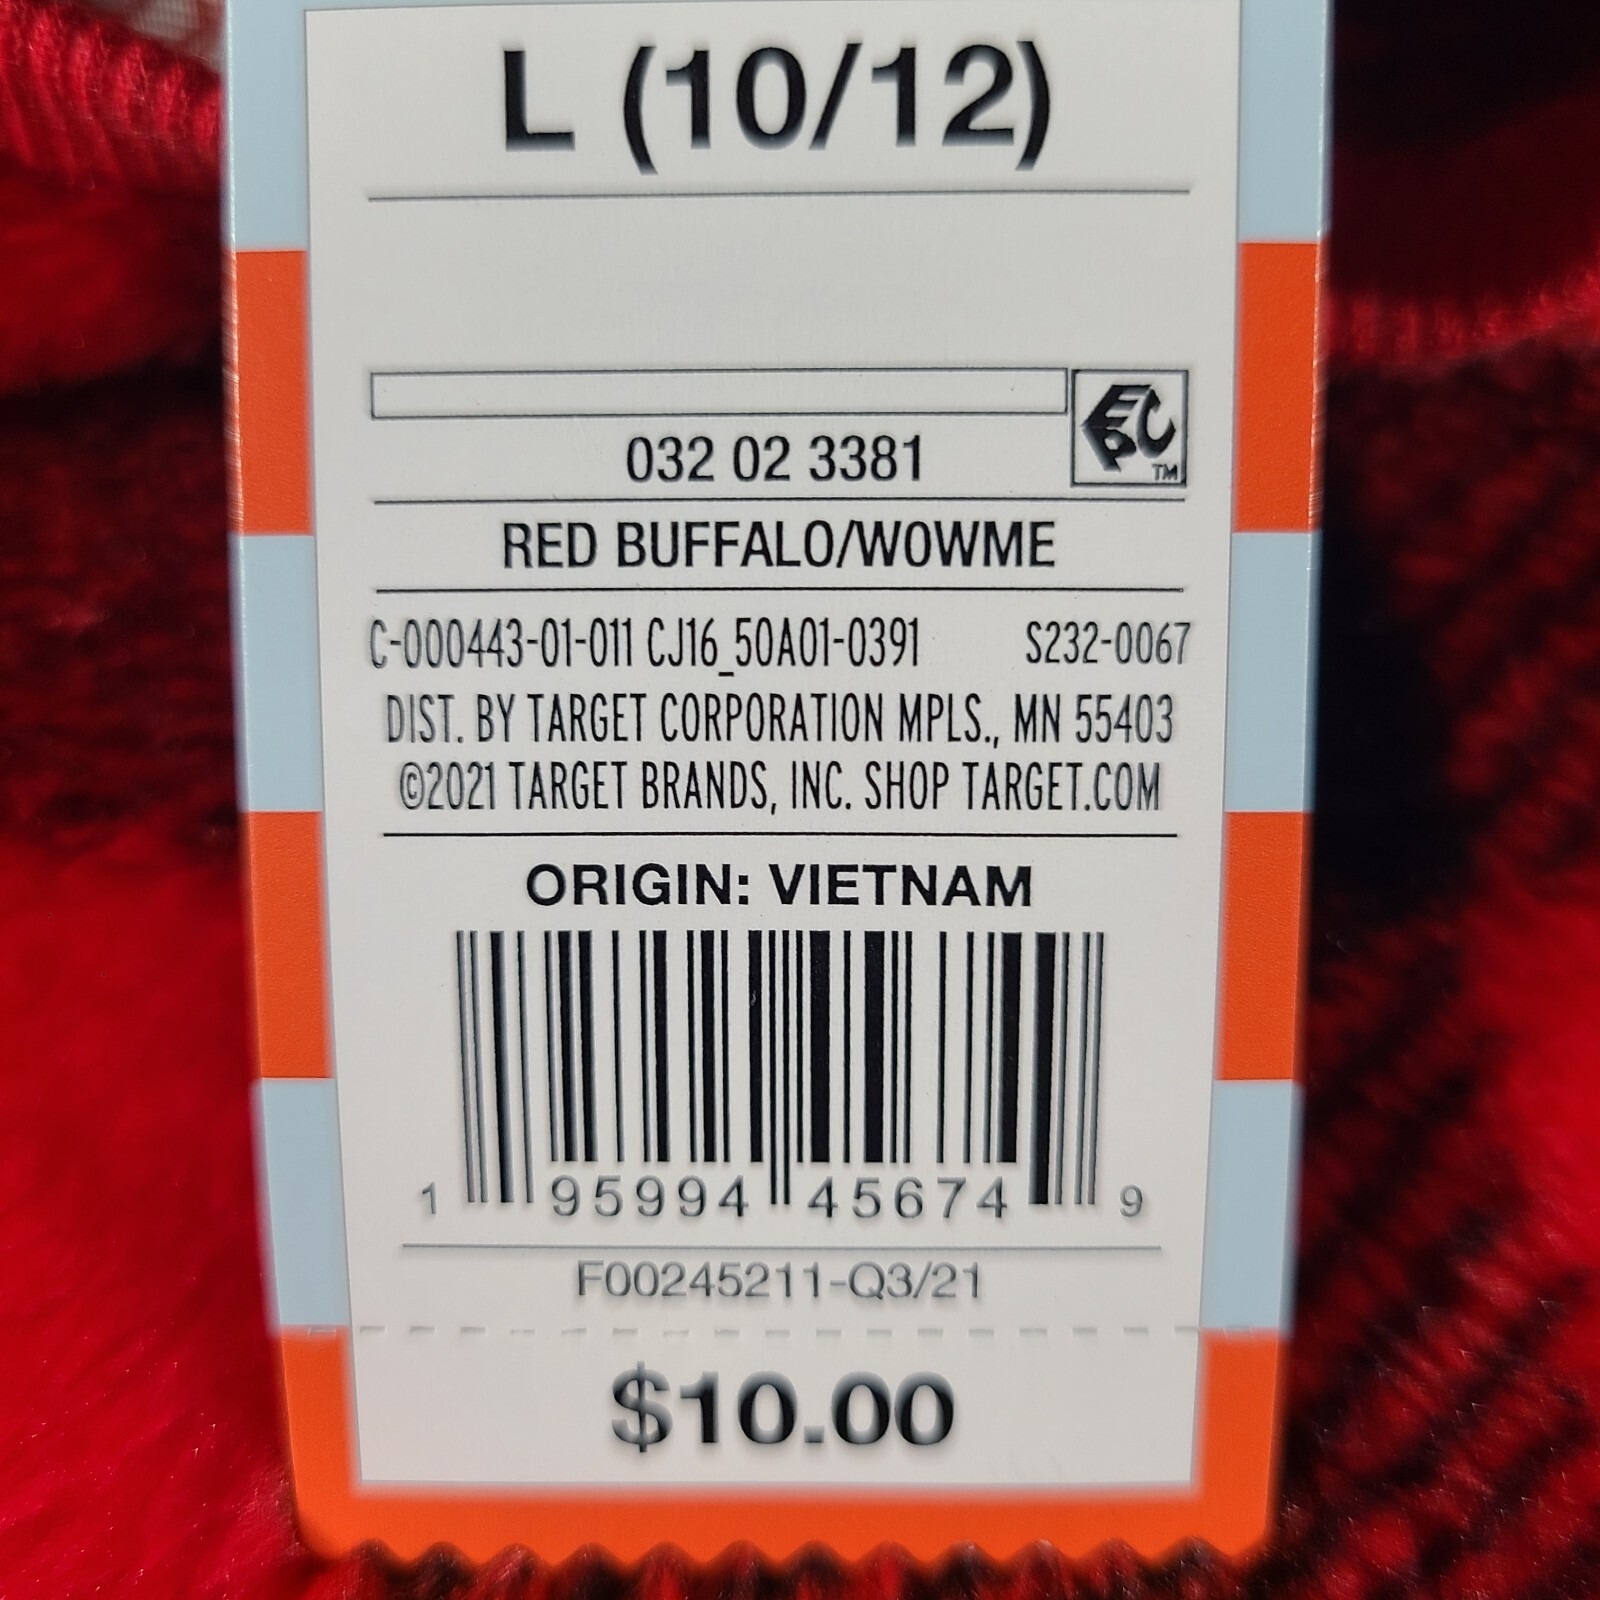 L (10/12)
EPC TM
032 02 3381
RED BUFFALO/WOWME
C-000443-01-011 CJ16_50A01-0391 S232-0067
DIST. BY TARGET CORPORATION MPLS., MN 55403
©2021 TARGET BRANDS, INC. SHOP TARGET.COM
ORIGIN: VIETNAM
1 95994 45674 9
F00245211-Q3/21
$10.00